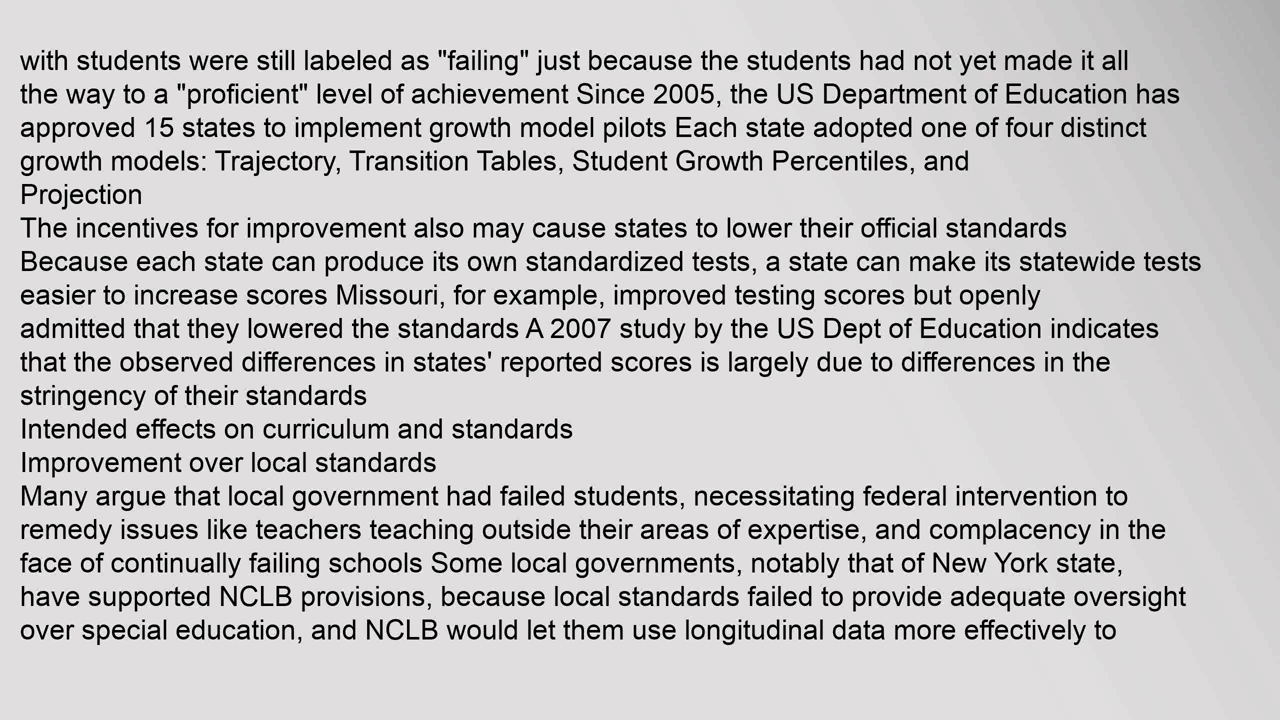 with students were still labeled as "failing" just because the students had not yet made it all
the way to a "proficient" level of achievement Since 2005, the US Department of Education has
approved 15 states to implement growth model pilots Each state adopted one of four distinct
growth models: Trajectory, Transition Tables, Student Growth Percentiles, and
Projection
The incentives for improvement also may cause states to lower their official standards
Because each state can produce its own standardized tests, a state can make its statewide tests
easier to increase scores Missouri, for example, improved testing scores but openly
admitted that they lowered the standards A 2007 study by the US Dept of Education indicates
that the observed differences in states' reported scores is largely due to differences in the
stringency of their standards
Intended effects on curriculum and standards
Improvement over local standards
Many argue that local government had failed students, necessitating federal intervention to
remedy issues like teachers teaching outside their areas of expertise, and complacency in the
face of continually failing schools Some local governments, notably that of New York state,
have supported NCLB provisions, because local standards failed to provide adequate oversight
over special education, and NCLB would let them use longitudinal data more effectively to